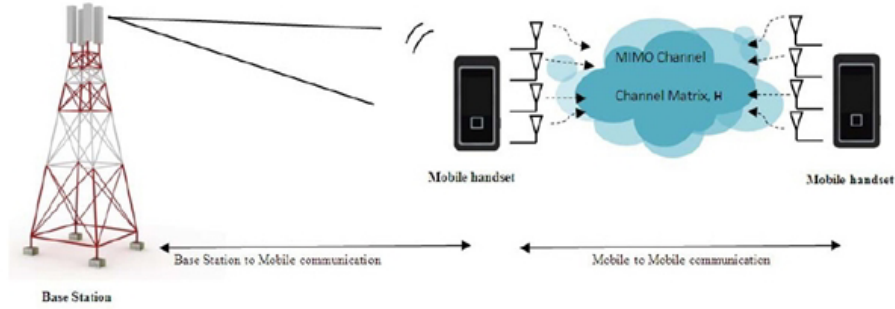 MIMO Channel
Channel Matrix, H
Mobile handset
Mobile handset
Base Station to Mobile communication
Mobile to Mobile communication
Base Station